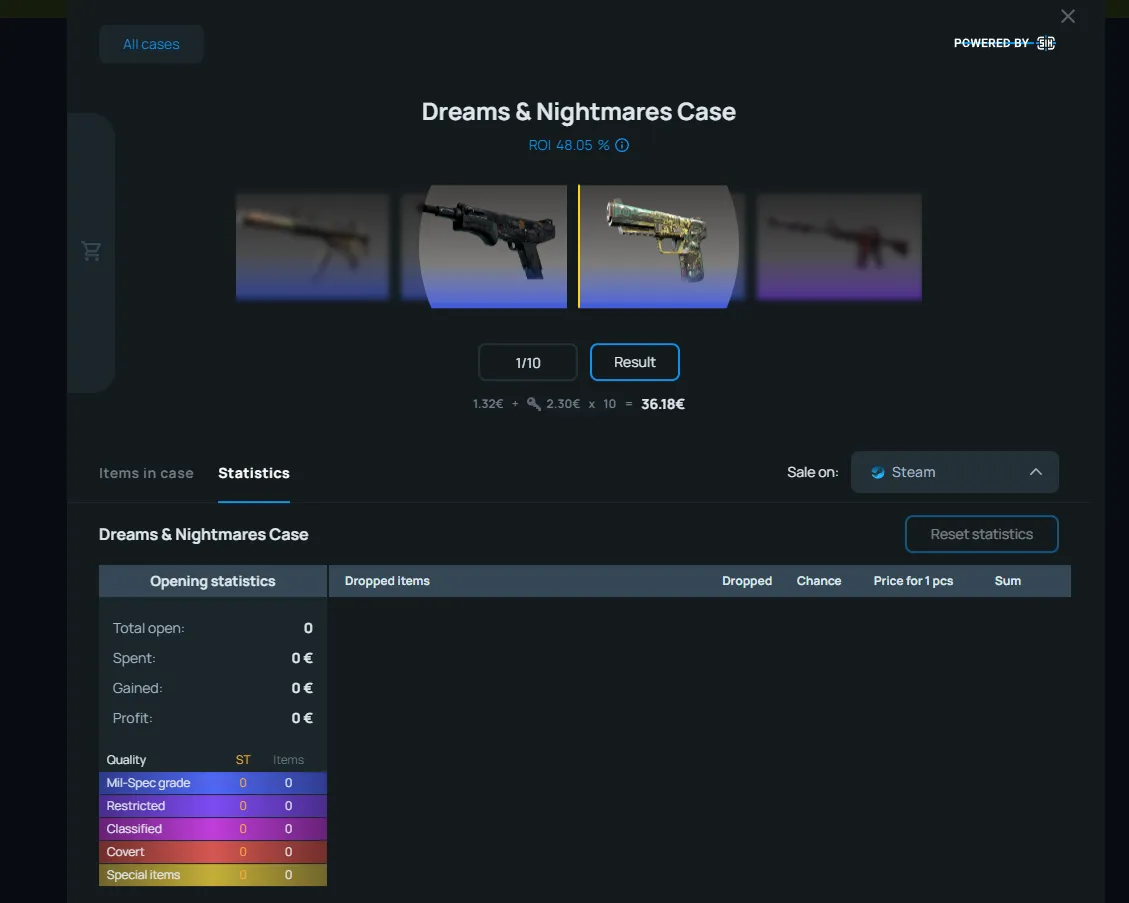 All cases
POWERED BY SIH
Dreams & Nightmares Case
ROI 48.05 %
1/10 Result
1.32€ + 2.30€ x 10 = 36.18€
Items in case Statistics Sale on: Steam
Dreams & Nightmares Case Reset statistics
Opening statistics Dropped items Dropped Chance Price for 1 pcs Sum
Total open: 0
Spent: 0 €
Gained: 0 €
Profit: 0 €
Quality ST Items
Mil-Spec grade 0 0
Restricted 0 0
Classified 0 0
Covert 0 0
Special items 0 0